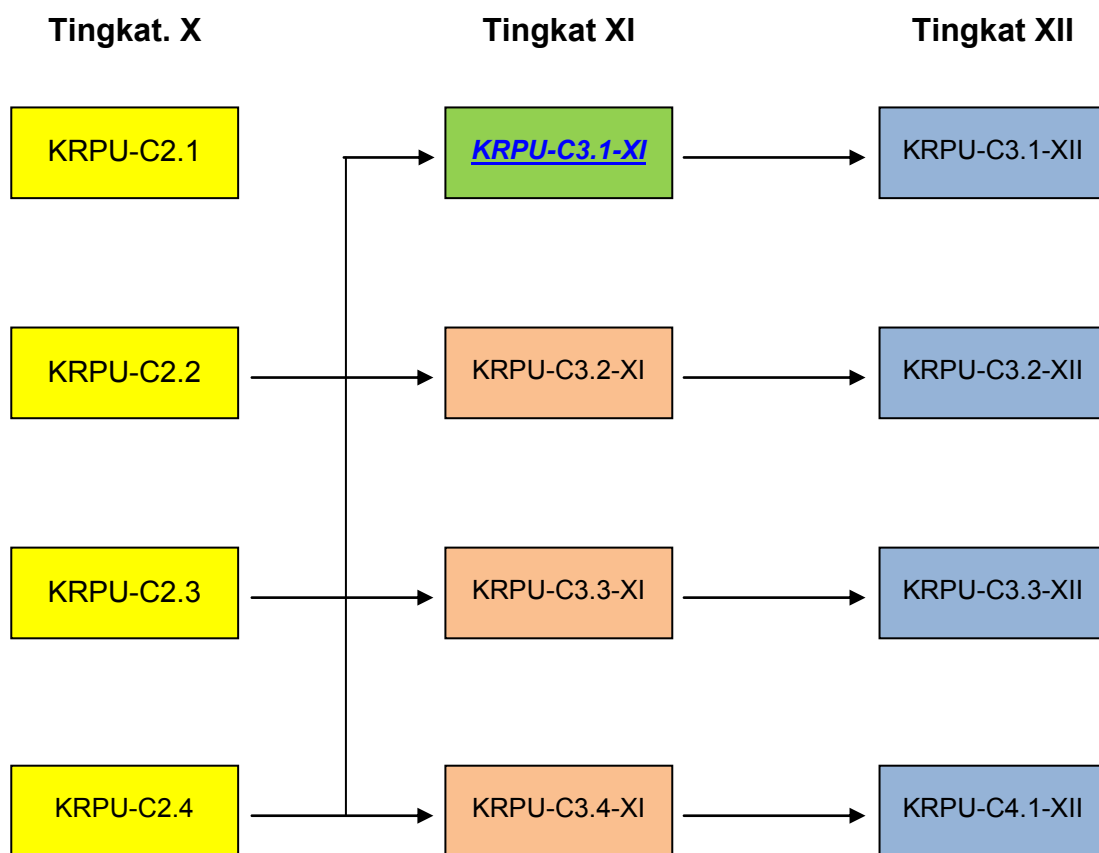 Tingkat. X
Tingkat XI
Tingkat XII
KRPU-C2.1
KRPU-C3.1-XI
KRPU-C3.1-XII
KRPU-C2.2
KRPU-C3.2-XI
KRPU-C3.2-XII
KRPU-C2.3
KRPU-C3.3-XI
KRPU-C3.3-XII
KRPU-C2.4
KRPU-C3.4-XI
KRPU-C4.1-XII